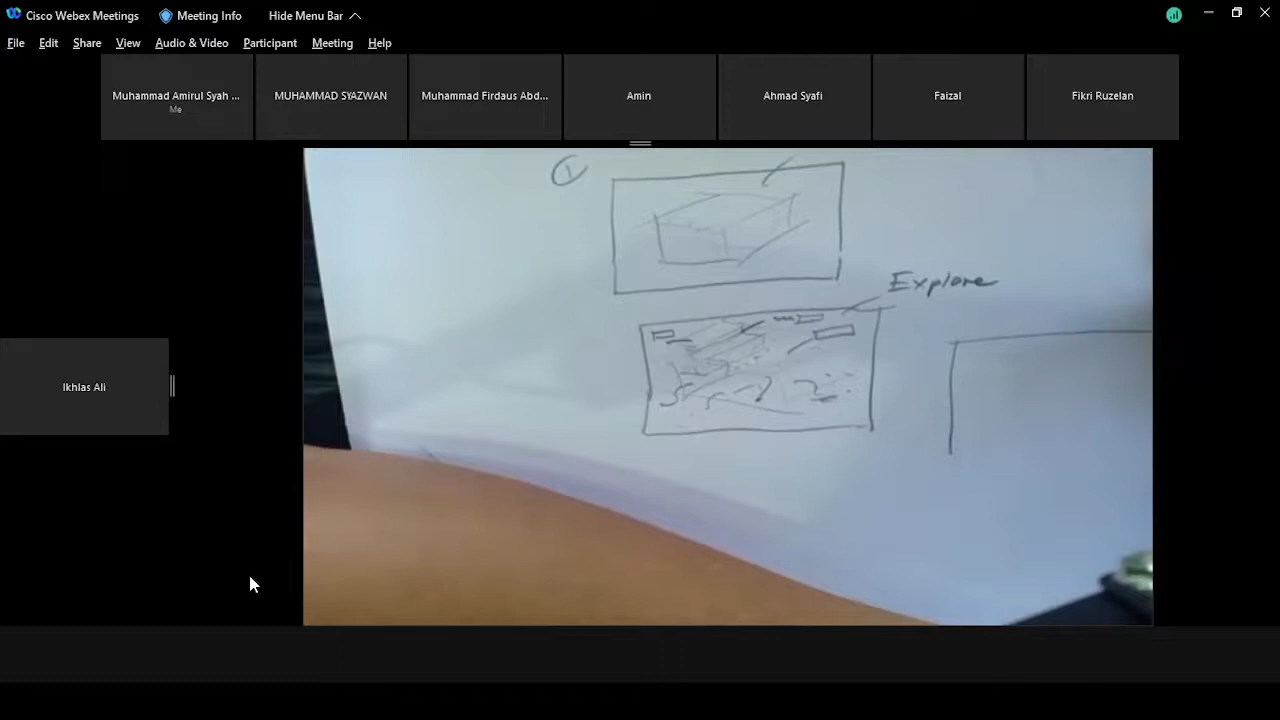 Cisco Webex Meetings
Meeting Info
Hide Menu Bar
File Edit Share View Audio & Video Participant Meeting Help
Muhammad Amirul Syah ...
Me
MUHAMMAD SYAZWAN
Muhammad Firdaus Abd...
Amin
Ahmad Syafi
Faizal
Fikri Ruzelan
1
Explore
Ikhlas Ali